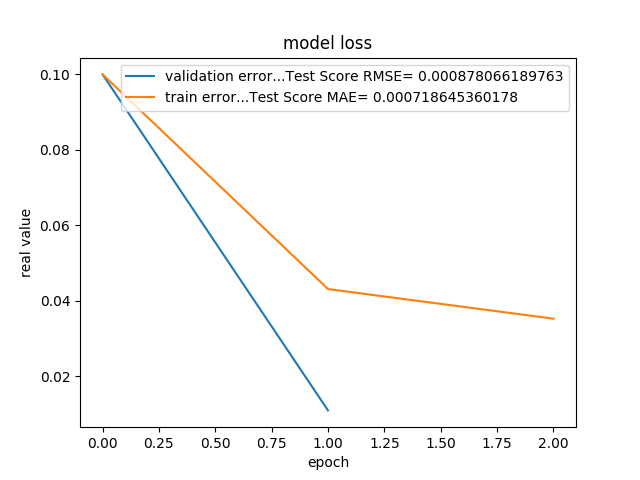 model loss
validation error...Test Score RMSE= 0.000878066189763
train error...Test Score MAE= 0.000718645360178
real value
0.10
0.08
0.06
0.04
0.02
0.00 0.25 0.50 0.75 1.00 1.25 1.50 1.75 2.00
epoch